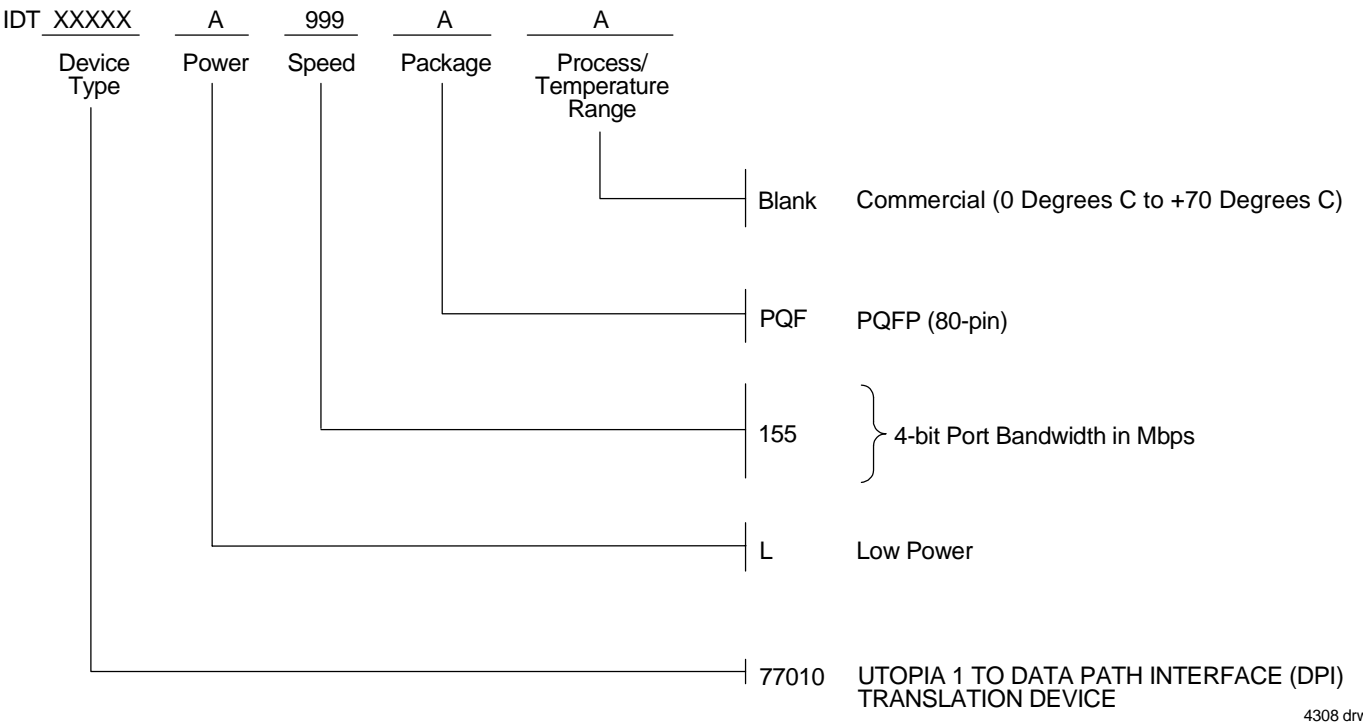 IDT XXXXX A 999 A A
Device Type Power Speed Package Process/ Temperature Range
Blank Commercial (0 Degrees C to +70 Degrees C)
PQF PQFP (80-pin)
155 4-bit Port Bandwidth in Mbps
L Low Power
77010 UTOPIA 1 TO DATA PATH INTERFACE (DPI)
TRANSLATION DEVICE
4308 drw